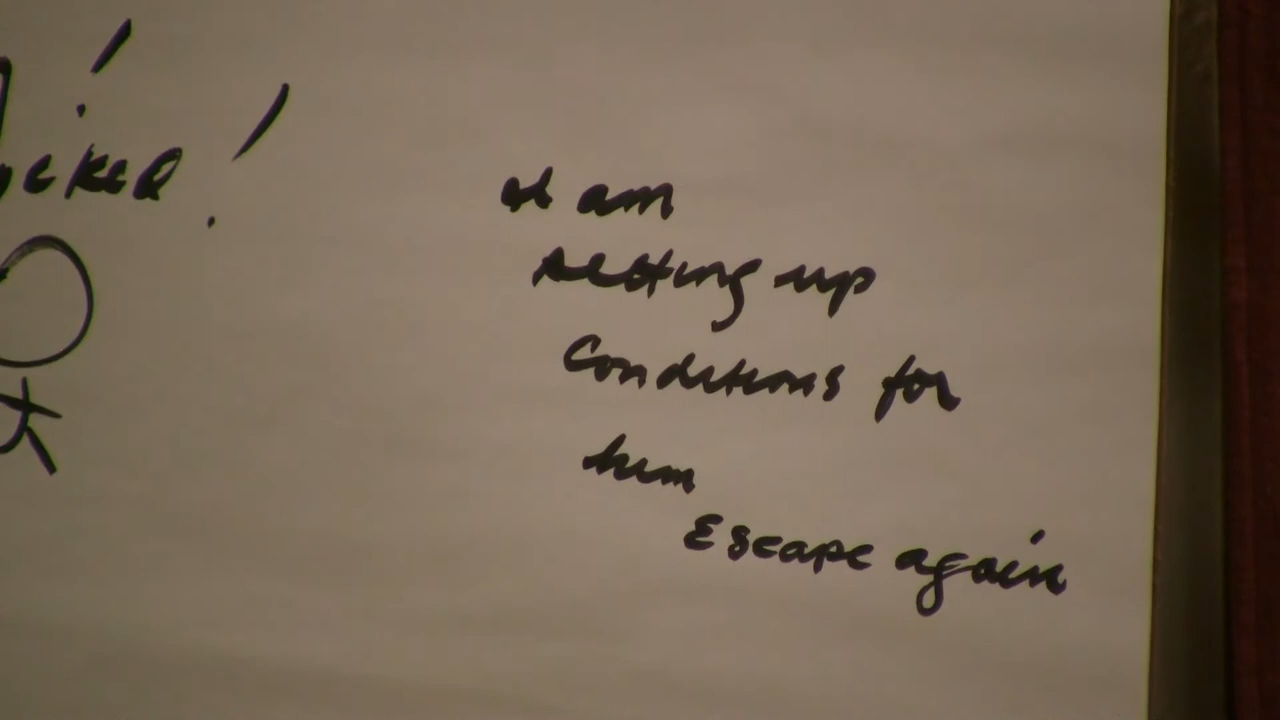 I am
setting up
Conditions for
him
Escape again